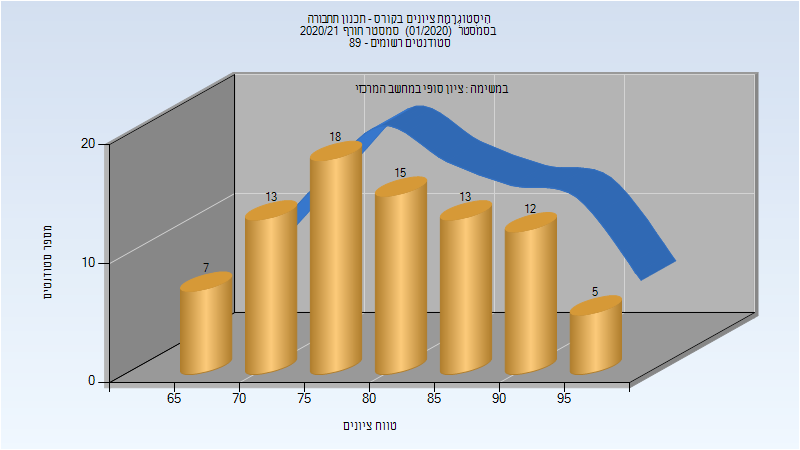 היסטוגרמת ציונים בקורס - תכנון תחבורה
בסמסטר (01/2020) סמסטר חורף 2020/21
סטודנטים רשומים - 89
במשימה : ציון סופי במחשב המרכזי
20
10
0
מספר סטודנטים
7
13
18
15
13
12
5
65 70 75 80 85 90 95
טווח ציונים